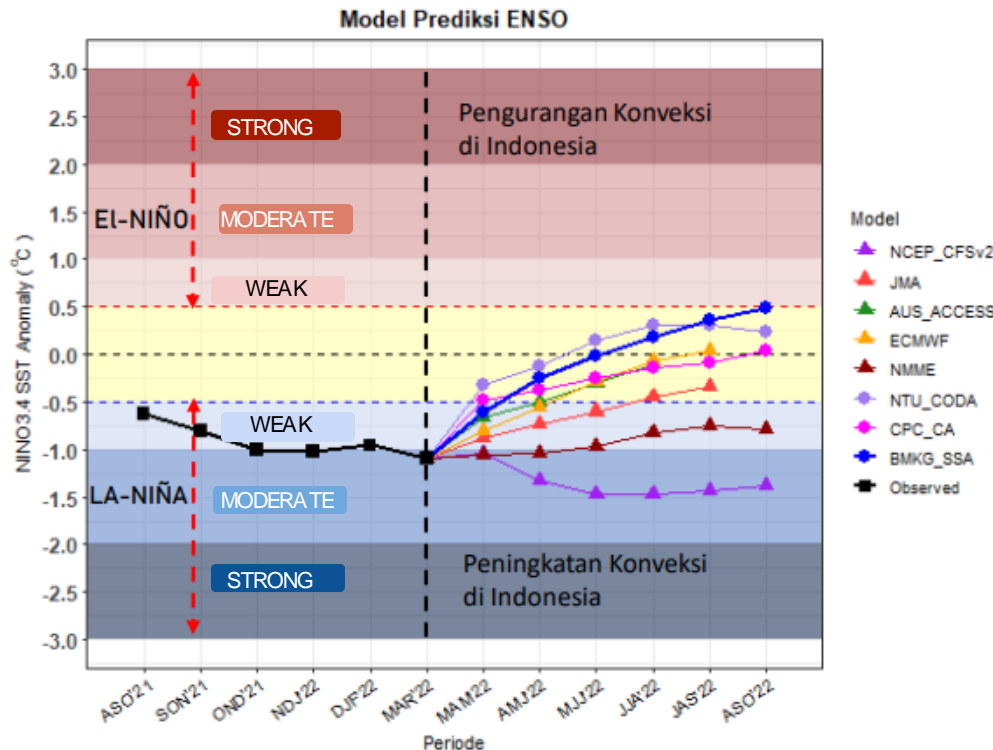 Model Prediksi ENSO
NINO3.4 SST Anomaly (°C)
3.0
2.5
2.0
1.5
1.0
0.5
0.0
-0.5
-1.0
-1.5
-2.0
-2.5
-3.0
STRONG
Pengurangan Konveksi
di Indonesia
El-NIÑO
MODERATE
WEAK
WEAK
LA-NIÑA
MODERATE
STRONG
Peningkatan Konveksi
di Indonesia
Model
NCEP_CFSv2
JMA
AUS_ACCESS
ECMWF
NMME
NTU_CODA
CPC_CA
BMKG_SSA
Observed
ASO'21
SON'21
OND'21
NDJ'22
DJF'22
MAR'22
MAM'22
AMJ'22
MJJ'22
JJA'22
JAS'22
ASO'22
Periode